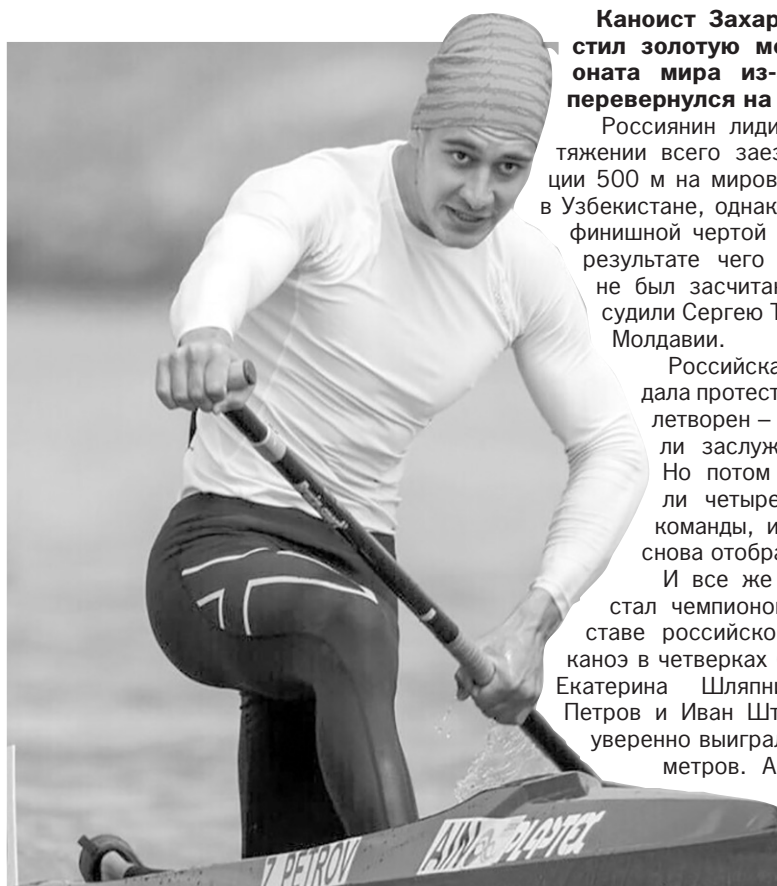 Каноист Захар
стил золотую ме
оната мира из-
перевернулся на
Россиянин лиди
тяжении всего заез
ции 500 м на миров
в Узбекистане, однак
финишной чертой
результате чего
не был засчитан
судили Сергею Т
Молдавии.
Российска
дала протест
летворен –
ли заслуж
Но потом
ли четыре
команды, и
снова отобра
И все же
стал чемпионо
ставе российско
каноэ в четверках
Екатерина Шляпн
Петров и Иван Шт
уверенно выиграл
метров. А
Z PETROV
AIN